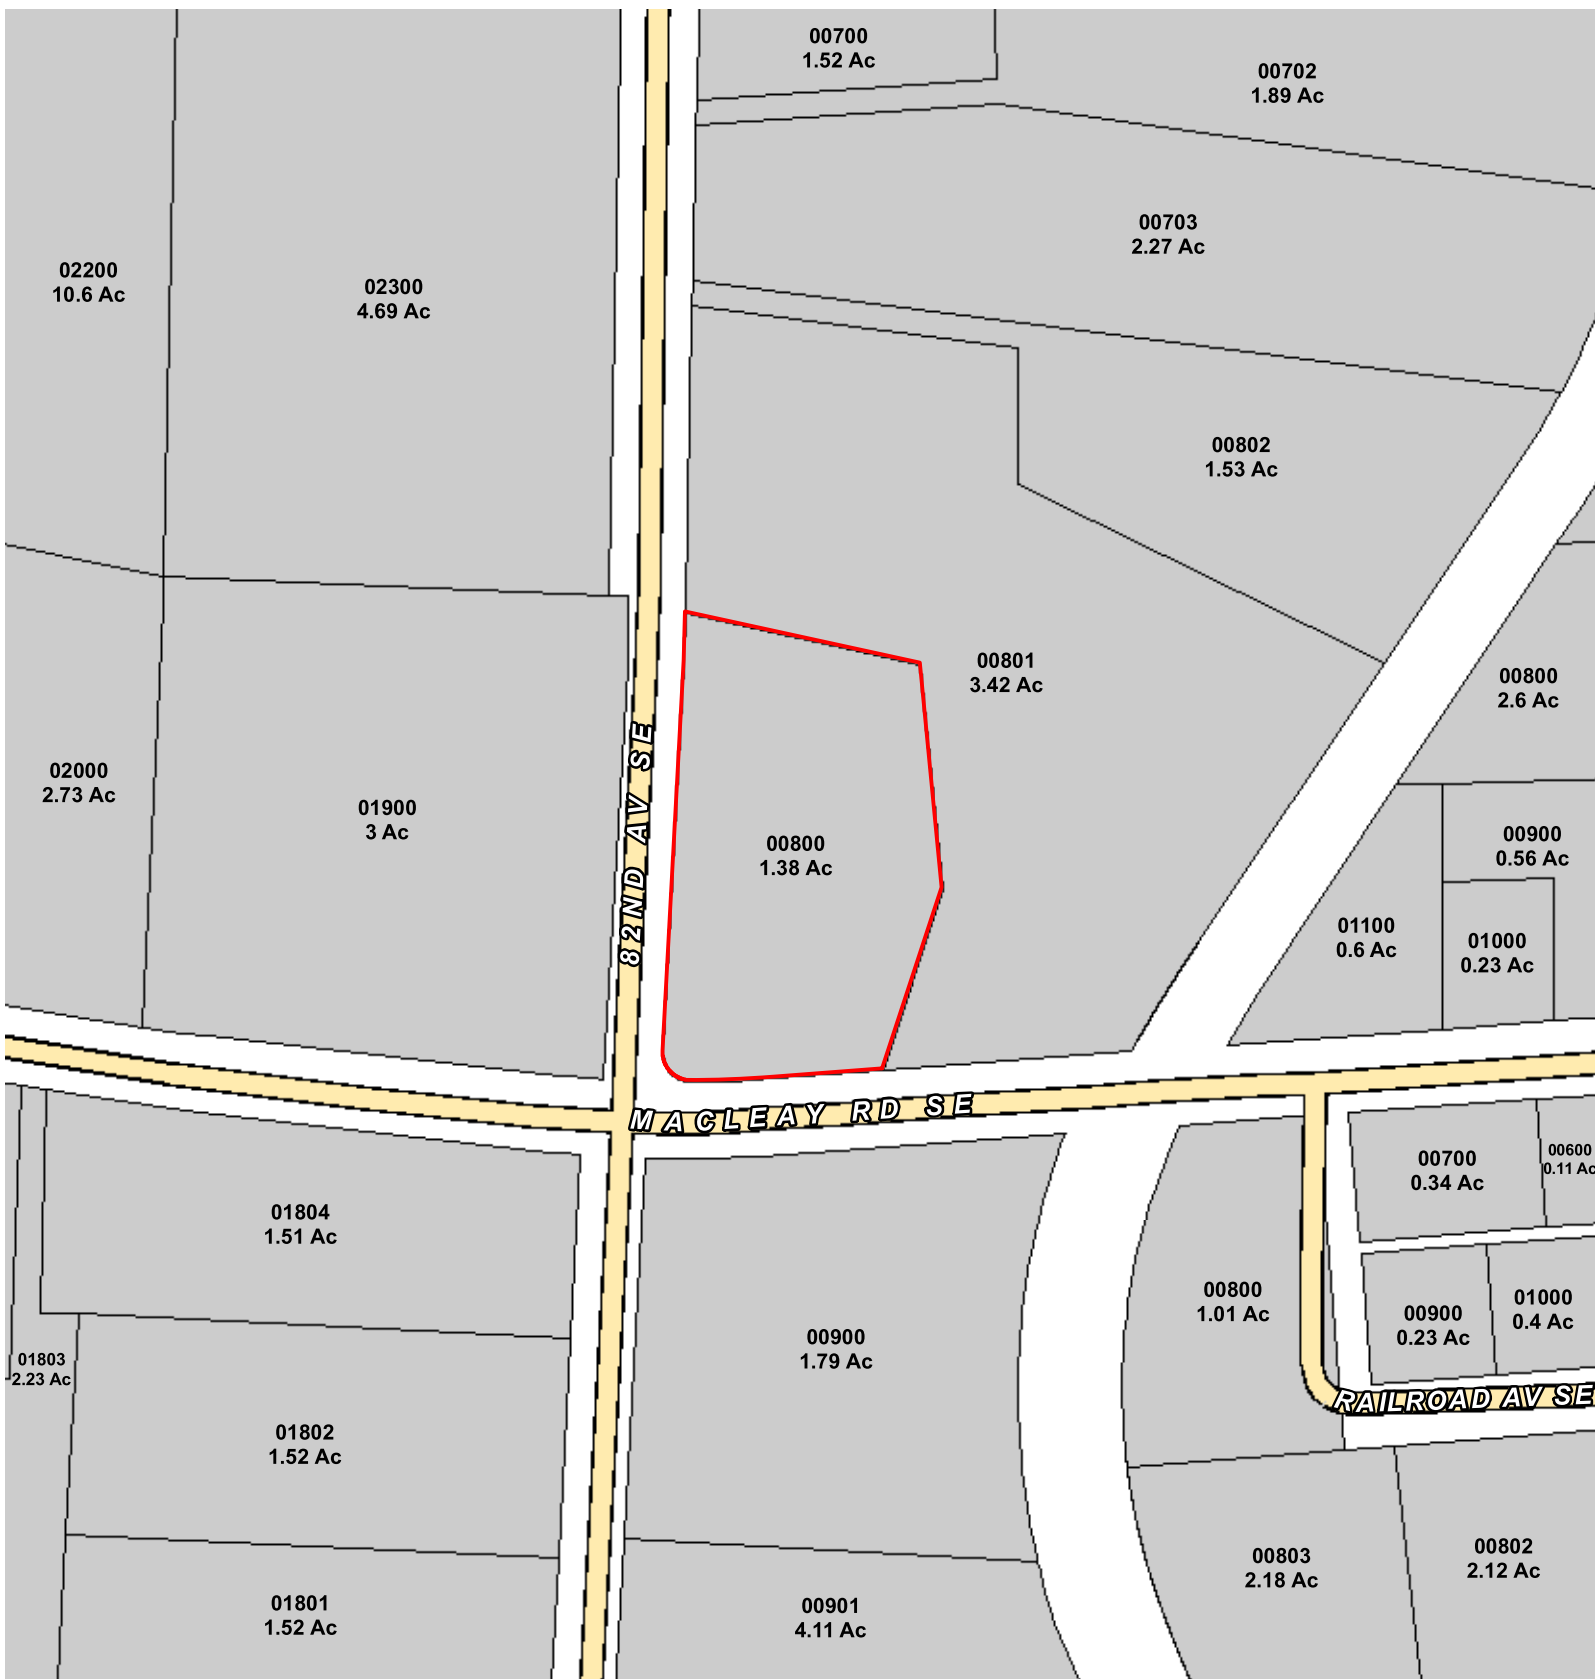 00700
1.52 Ac
00702
1.89 Ac
00703
2.27 Ac
02200
10.6 Ac
02300
4.69 Ac
00802
1.53 Ac
00801
3.42 Ac
00800
2.6 Ac
02000
2.73 Ac
01900
3 Ac
82ND AV SE
00800
1.38 Ac
00900
0.56 Ac
01100
0.6 Ac
01000
0.23 Ac
MACLEAY RD SE
00700
0.34 Ac
00600
0.11 Ac
01804
1.51 Ac
00800
1.01 Ac
01000
0.4 Ac
00900
0.23 Ac
00900
1.79 Ac
01803
2.23 Ac
RAILROAD AV SE
01802
1.52 Ac
00803
2.18 Ac
00802
2.12 Ac
01801
1.52 Ac
00901
4.11 Ac